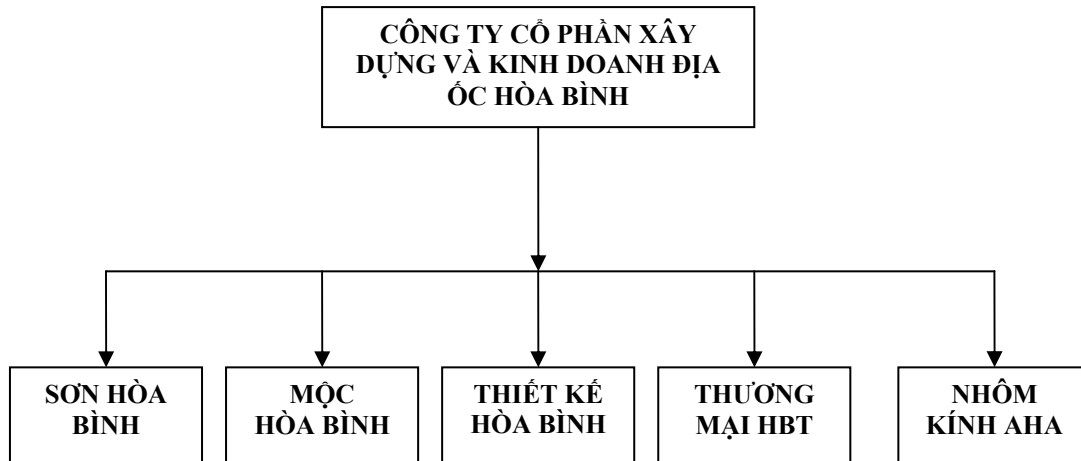 CÔNG TY CỔ PHẦN XÂY
DỰNG VÀ KINH DOANH ĐỊA
ỐC HÒA BÌNH
SƠN HÒA
BÌNH
MỘC
HÒA BÌNH
THIẾT KẾ
HÒA BÌNH
THƯƠNG
MẠI HBT
NHÔM
KÍNH AHA